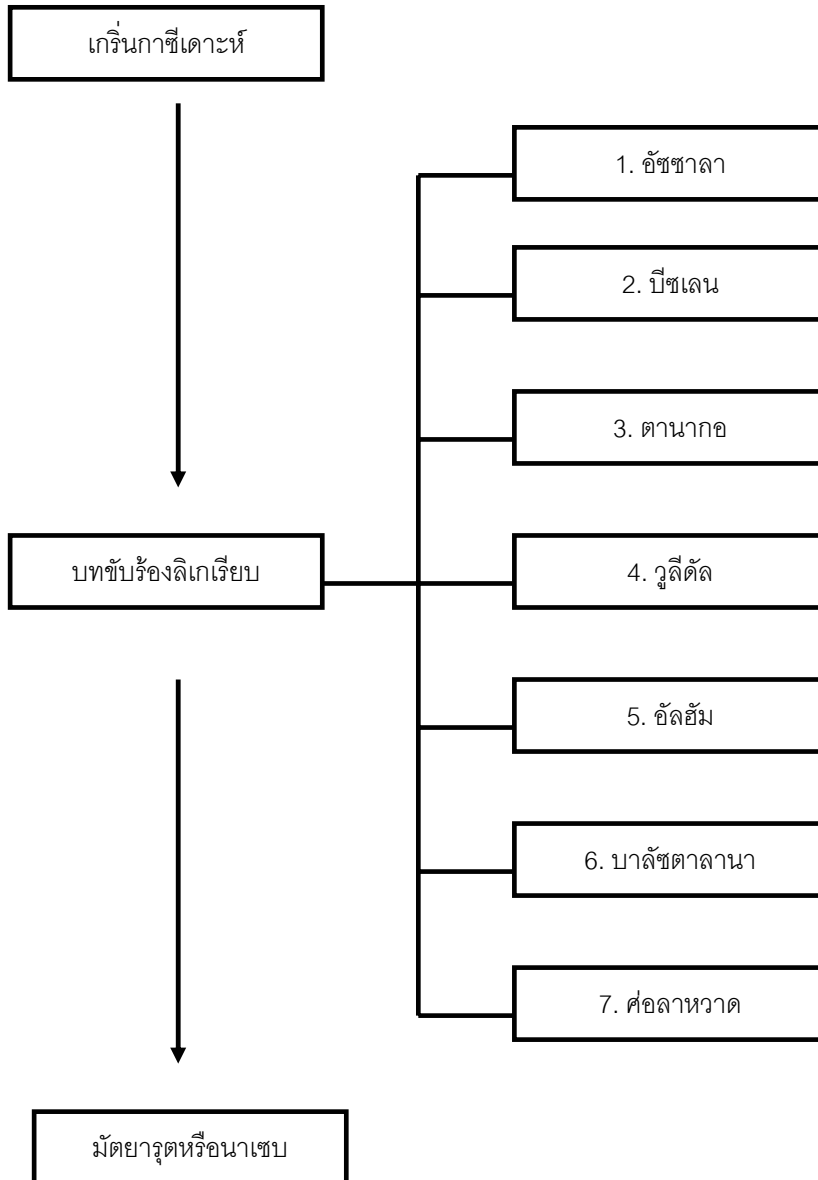 เกริ่นกาซีเดาะห์
1. อัซซาลา
2. บีซเลน
3. ตานากอ
บทขับร้องลิเกเรียบ
4. วูลีดัล
5. อัลฮัม
6. บาลัซตาลานา
7. ศ่อลาหวาด
มัตยารุตหรือนาเซบ